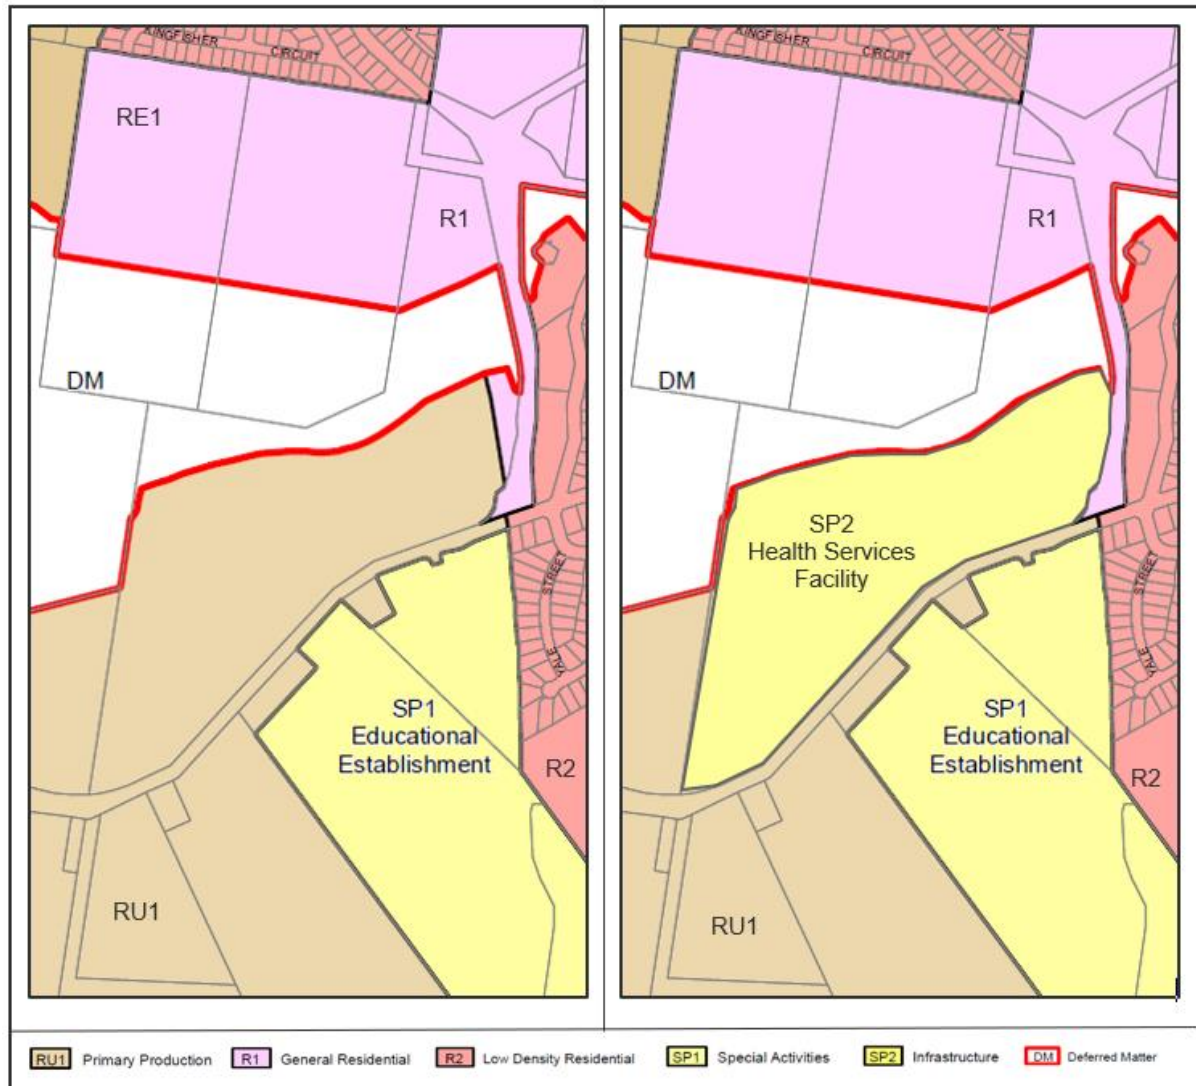 KINGFISHER
CIRCUIT
RE1
R1
DM
SP1
Educational
Establishment
R2
RU1
KINGFISHER
CIRCUIT
R1
DM
SP2
Health Services
Facility
STREET
YALE
SP1
Educational
Establishment
R2
RU1
STREET
YALE
RU1 Primary Production R1 General Residential R2 Low Density Residential SP1 Special Activities SP2 Infrastructure DM Deferred Matter